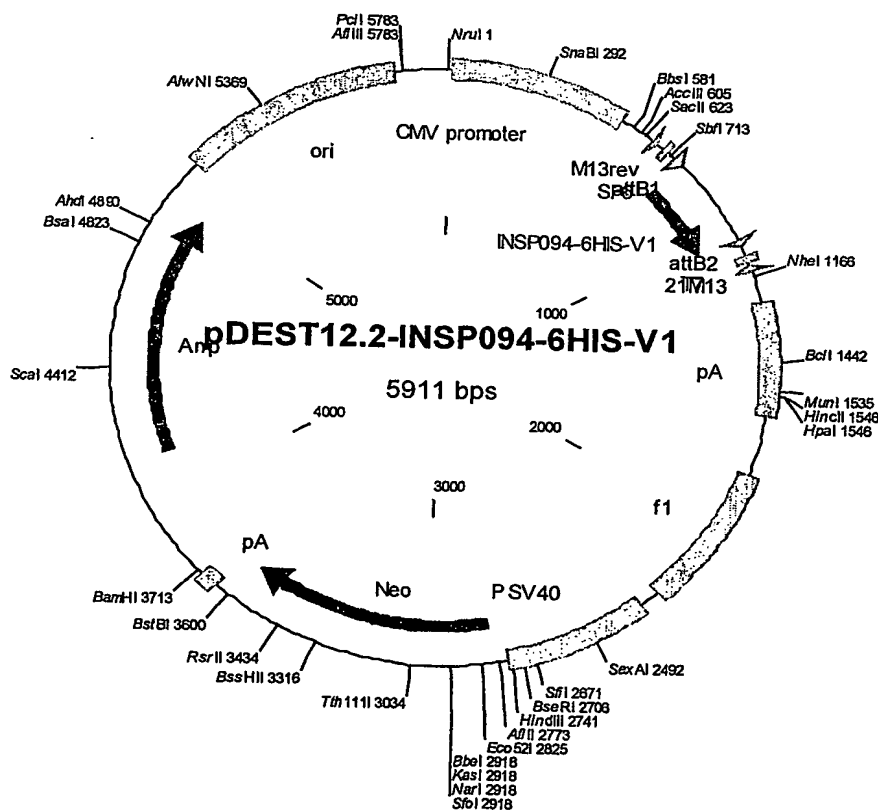 PciI 5783
AflIII 5783
NruI 1
SnaBI 292
BbsI 581
AccIII 605
SacII 623
SbfI 713
AlwNI 5369
CMV promoter
ori
M13rev
attB1
AhdI 4890
BsaI 4823
INSP094-6HIS-V1
attB2
21M13
NheI 1166
5000
1000
pDEST12.2-INSP094-6HIS-V1
Amp
pA
BclI 1442
ScaI 4412
5911 bps
MunI 1535
HincII 1546
HpaI 1546
4000
2000
3000
f1
pA
Neo
PSV40
BamHI 3713
BstBI 3600
RsrII 3434
BssHII 3316
Tth111I 3034
SexAI 2492
SfiI 2671
BseRI 2708
HindIII 2741
AflII 2773
Eco52I 2825
BbeI 2918
KasI 2918
NarI 2918
SfoI 2918